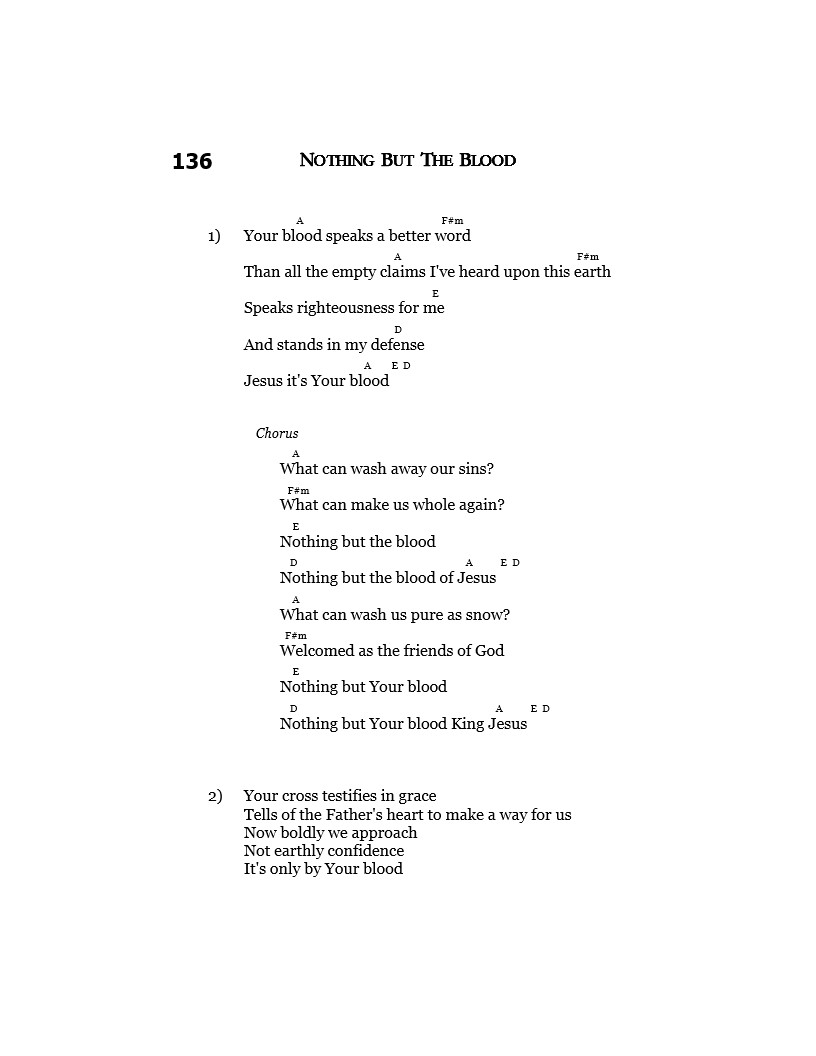 136 NOTHING BUT THE BLOOD
A F#m
1) Your blood speaks a better word
A F#m
Than all the empty claims I've heard upon this earth
E
Speaks righteousness for me
D
And stands in my defense
A E D
Jesus it's Your blood
Chorus
A
What can wash away our sins?
F#m
What can make us whole again?
E
Nothing but the blood
D A E D
Nothing but the blood of Jesus
A
What can wash us pure as snow?
F#m
Welcomed as the friends of God
E
Nothing but Your blood
D A E D
Nothing but Your blood King Jesus
2) Your cross testifies in grace
Tells of the Father's heart to make a way for us
Now boldly we approach
Not earthly confidence
It's only by Your blood